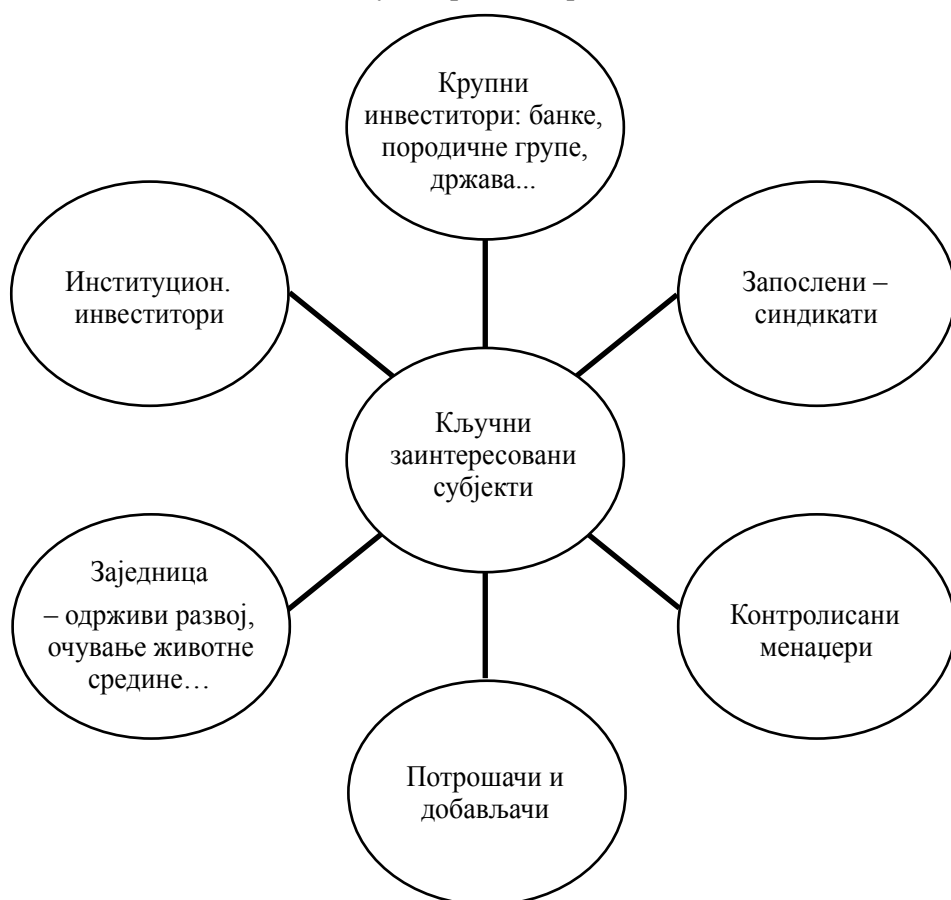 Крупни
инвеститори: банке,
породичне групе,
држава...
Институцион.
инвеститори
Запослени –
синдикати
Кључни
заинтересовани
субјекти
Заједница
– одрживи развој,
очување животне
средине…
Контролисани
менаџери
Потрошачи и
добављачи